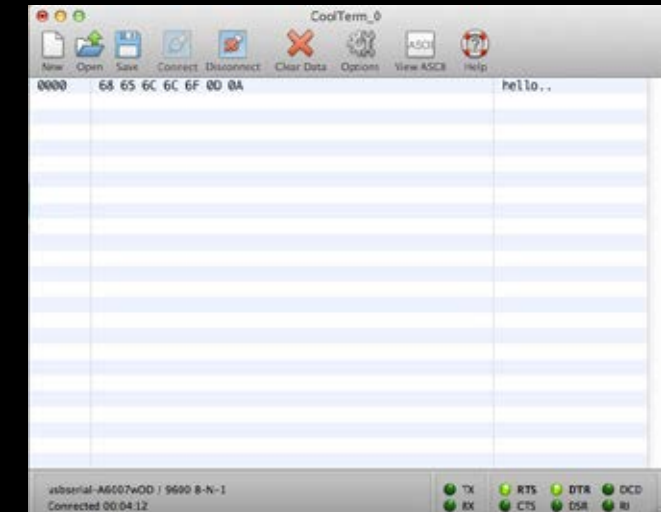 CoolTerm_0
New Open Save Connect Disconnect Clear Data Options View ASCII Help
ASCII
0000 68 65 6C 6C 6F 0D 0A hello..
usbserial-A6007wOD / 9600 8-N-1
Connected 00:04:12
TX RTS DTR DCD
RX CTS DSR RI